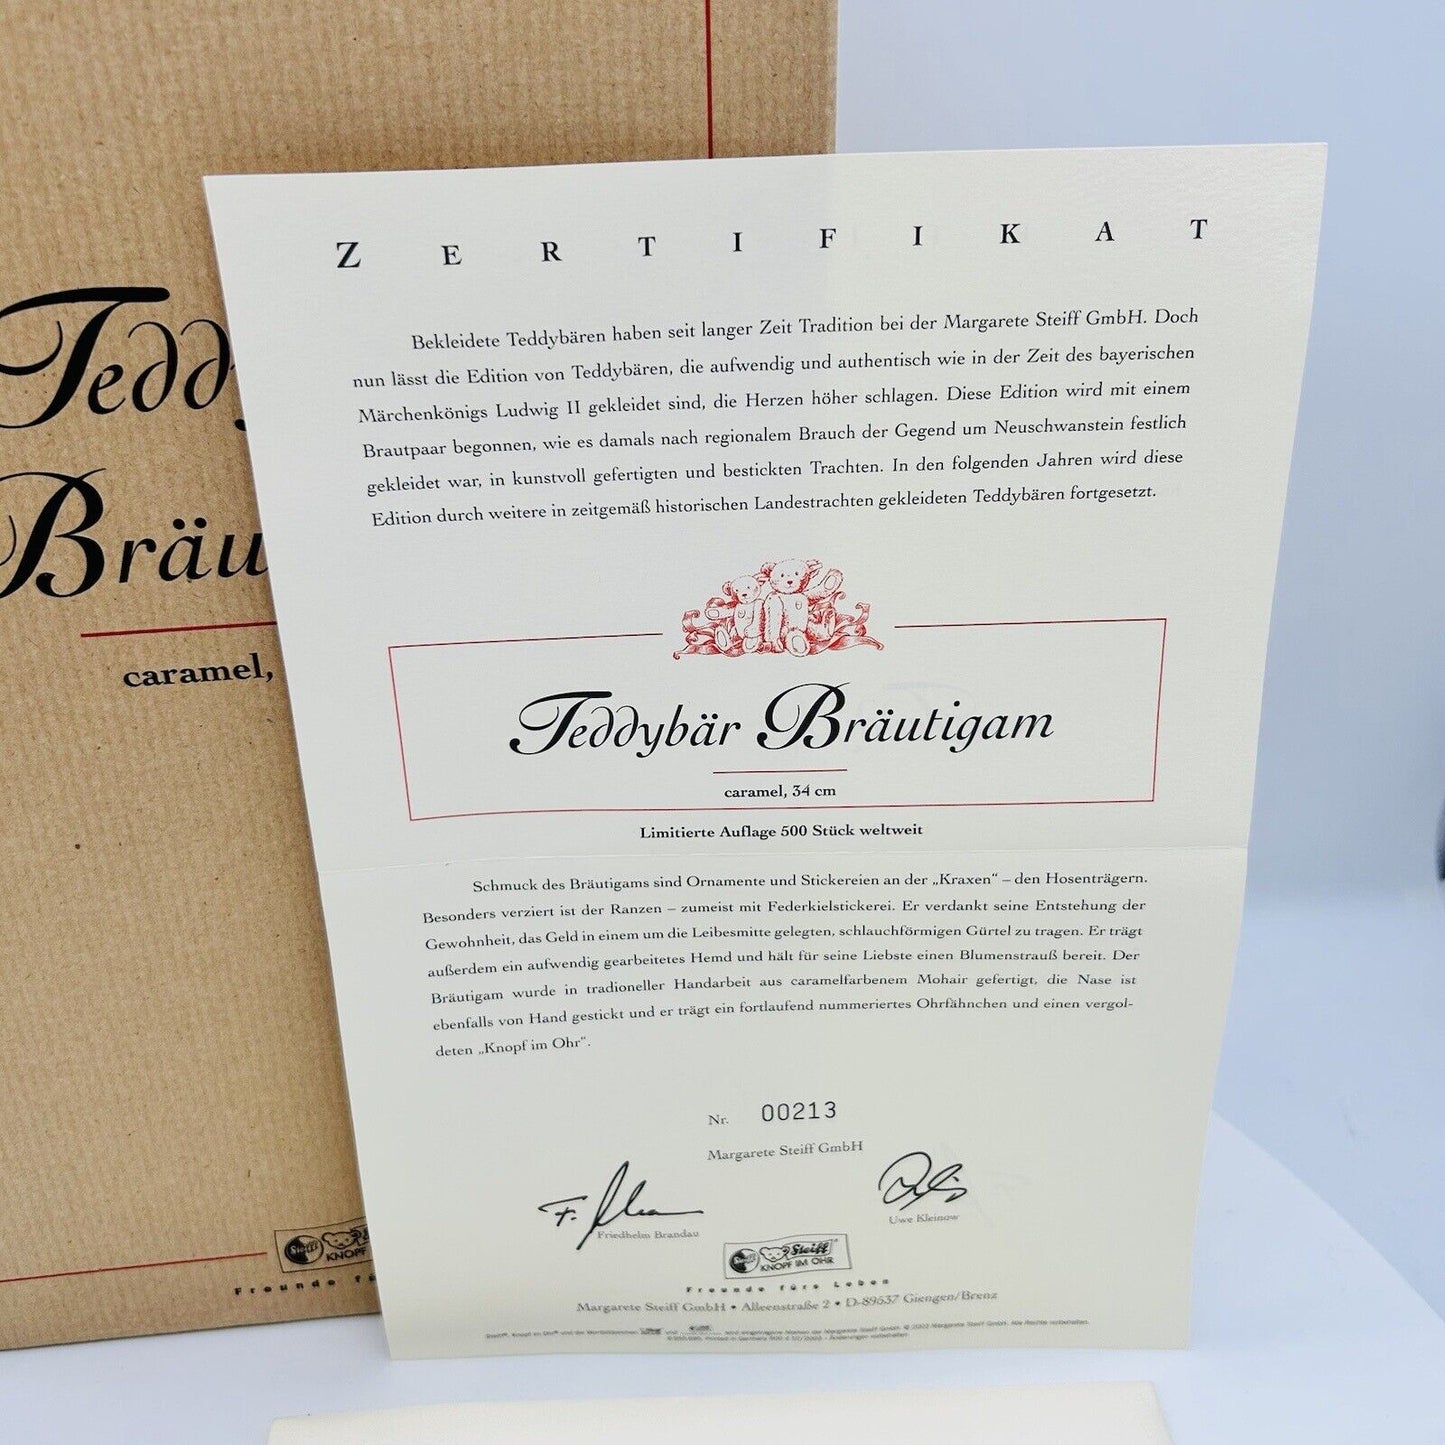 Teddy
Bräu
caramel,
Steiff
KNOPF
Freunde fü
ZERTIFIKAT
Bekleidete Teddybären haben seit langer Zeit Tradition bei der Margarete Steiff GmbH. Doch
nun lässt die Edition von Teddybären, die aufwendig und authentisch wie in der Zeit des bayerischen
Märchenkönigs Ludwig II gekleidet sind, die Herzen höher schlagen. Diese Edition wird mit einem
Brautpaar begonnen, wie es damals nach regionalem Brauch der Gegend um Neuschwanstein festlich
gekleidet war, in kunstvoll gefertigten und bestickten Trachten. In den folgenden Jahren wird diese
Edition durch weitere in zeitgemäß historischen Landestrachten gekleideten Teddybären fortgesetzt.
Teddybär Bräutigam
caramel, 34 cm
Limitierte Auflage 500 Stück weltweit
Schmuck des Bräutigams sind Ornamente und Stickereien an der „Kraxen“ – den Hosenträgern.
Besonders verziert ist der Ranzen – zumeist mit Federkielstickerei. Er verdankt seine Entstehung der
Gewohnheit, das Geld in einem um die Leibesmitte gelegten, schlauchförmigen Gürtel zu tragen. Er trägt
außerdem ein aufwendig gearbeitetes Hemd und hält für seine Liebste einen Blumenstrauß bereit. Der
Bräutigam wurde in tradioneller Handarbeit aus caramelfarbenem Mohair gefertigt, die Nase ist
ebenfalls von Hand gestickt und er trägt ein fortlaufend nummeriertes Ohrfähnchen und einen vergol-
deten „Knopf im Ohr“.
Nr. 00213
Margarete Steiff GmbH
Friedhelm Brandau
Uwe Kleinow
Steiff
KNOPF IM OHR
Freunde fürs Leben
Margarete Steiff GmbH • Alleenstraße 2 • D-89537 Giengen/Brenz